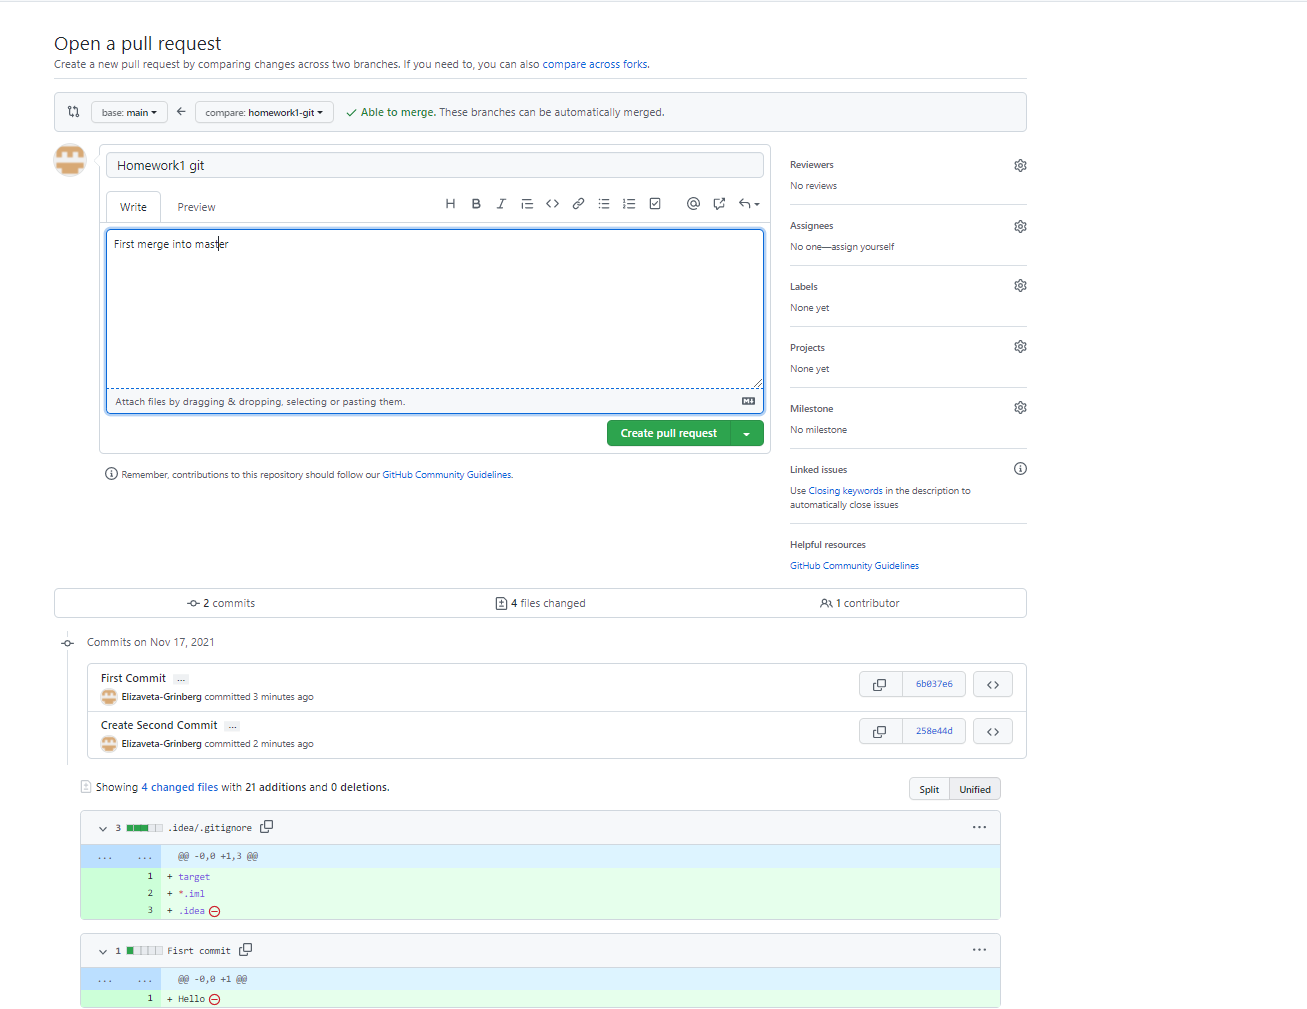 Open a pull request
Create a new pull request by comparing changes across two branches. If you need to, you can also compare across forks.
base: main
compare: homework1-git
Able to merge. These branches can be automatically merged.
Homework1 git
Write
Preview
First merge into master
Attach files by dragging & dropping, selecting or pasting them.
Create pull request
Remember, contributions to this repository should follow our GitHub Community Guidelines.
Reviewers
No reviews
Assignees
No one—assign yourself
Labels
None yet
Projects
None yet
Milestone
No milestone
Linked issues
Use Closing keywords in the description to
automatically close issues
Helpful resources
GitHub Community Guidelines
2 commits
4 files changed
1 contributor
Commits on Nov 17, 2021
First Commit ...
Elizaveta-Grinberg committed 3 minutes ago
6b037e6
Create Second Commit ...
Elizaveta-Grinberg committed 2 minutes ago
258e44d
Showing 4 changed files with 21 additions and 0 deletions.
Split
Unified
3 .idea/.gitignore
... ... @@ -0,0 +1,3 @@
1 + target
2 + *.iml
3 + .idea
1 Fisrt commit
... ... @@ -0,0 +1 @@
1 + Hello